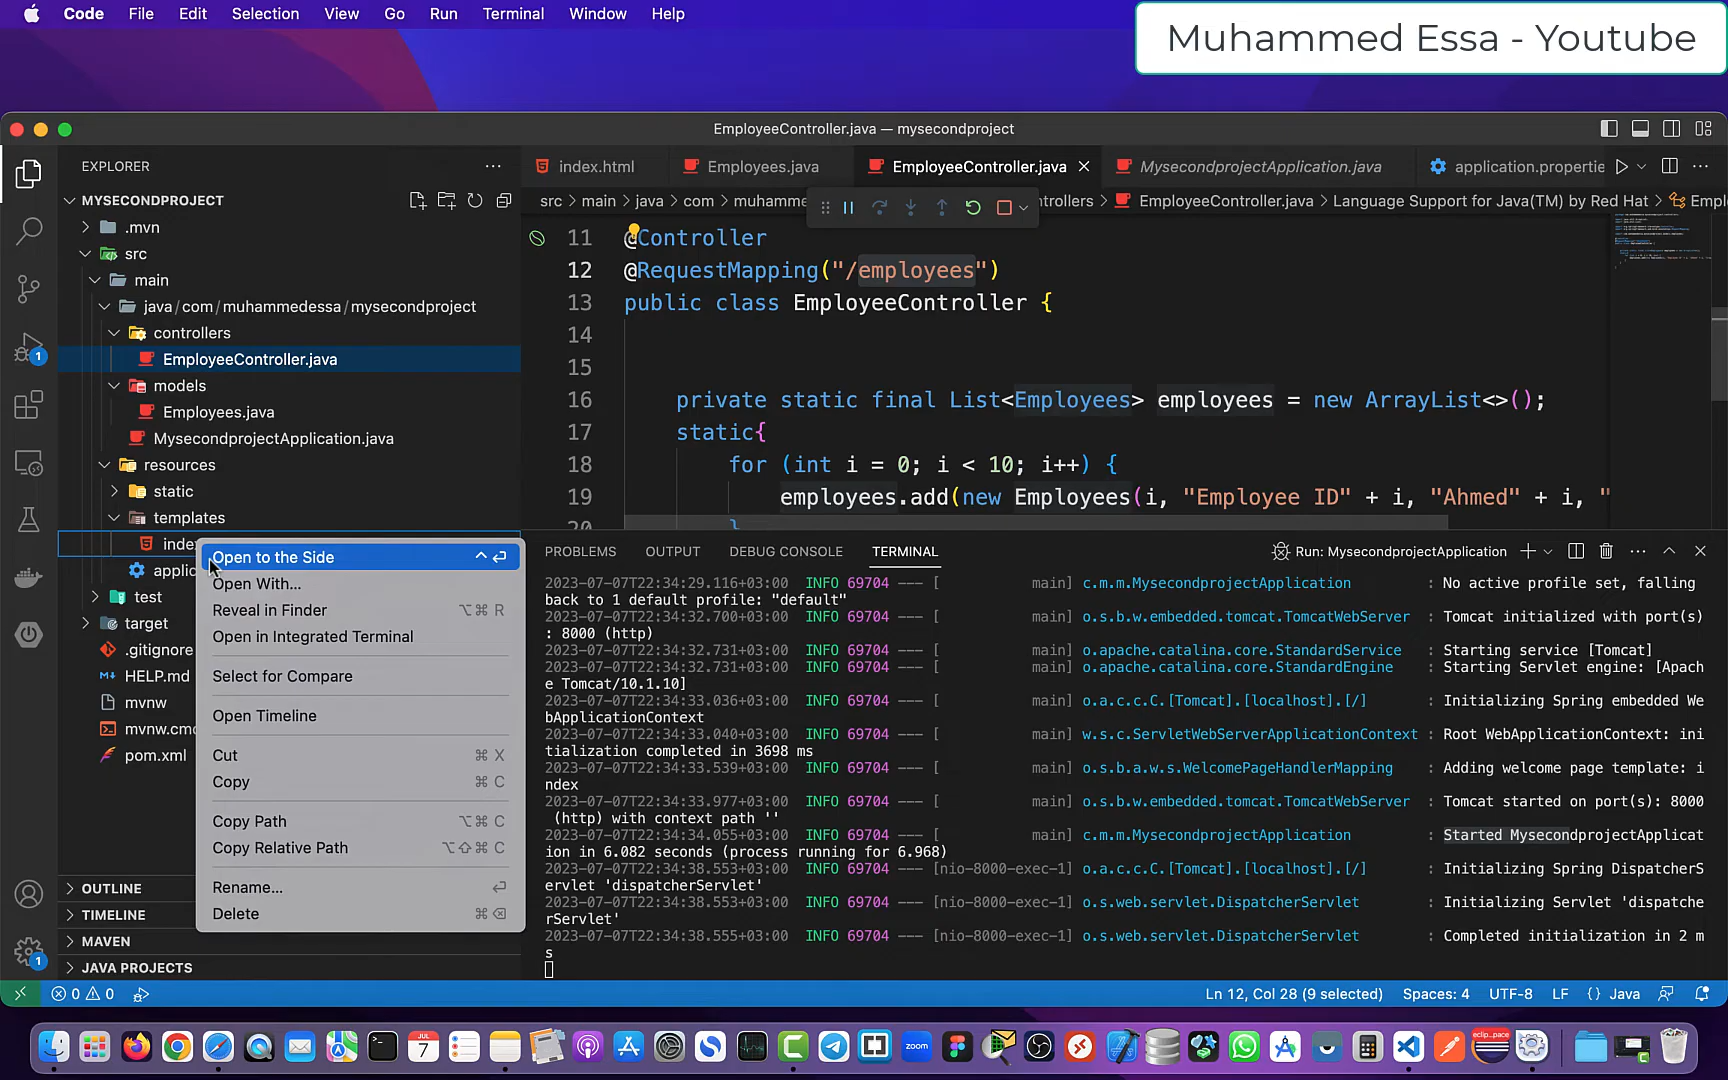 Code File Edit Selection View Go Run Terminal Window Help
Muhammed Essa - Youtube
EmployeeController.java — mysecondproject
EXPLORER
index.html Employees.java EmployeeController.java MysecondprojectApplication.java application.propertie
MYSECONDPROJECT
src main java com muhamme ntrollers EmployeeController.java Language Support for Java(TM) by Red Hat Empl
.mvn
src
main
java/com/muhammedessa/mysecondproject
controllers
EmployeeController.java
models
Employees.java
MysecondprojectApplication.java
resources
static
templates
inde
applic
test
target
.gitignore
HELP.md
mvnw
mvnw.cmd
pom.xml
OUTLINE
TIMELINE
MAVEN
JAVA PROJECTS
11 @Controller
12 @RequestMapping("/employees")
13 public class EmployeeController {
14
15
16 private static final List<Employees> employees = new ArrayList<>();
17 static{
18 for (int i = 0; i < 10; i++) {
19 employees.add(new Employees(i, "Employee ID" + i, "Ahmed" + i, "
20 }
Open to the Side ^ ⏎
Open With...
Reveal in Finder ⌥⌘ R
Open in Integrated Terminal
Select for Compare
Open Timeline
Cut ⌘ X
Copy ⌘ C
Copy Path ⌥⌘ C
Copy Relative Path ⌥⇧⌘ C
Rename... ⏎
Delete ⌘⌫
PROBLEMS OUTPUT DEBUG CONSOLE TERMINAL Run: MysecondprojectApplication
2023-07-07T22:34:29.116+03:00 INFO 69704 --- [ main] c.m.m.MysecondprojectApplication : No active profile set, falling
back to 1 default profile: "default"
2023-07-07T22:34:32.700+03:00 INFO 69704 --- [ main] o.s.b.w.embedded.tomcat.TomcatWebServer : Tomcat initialized with port(s)
: 8000 (http)
2023-07-07T22:34:32.731+03:00 INFO 69704 --- [ main] o.apache.catalina.core.StandardService : Starting service [Tomcat]
2023-07-07T22:34:32.731+03:00 INFO 69704 --- [ main] o.apache.catalina.core.StandardEngine : Starting Servlet engine: [Apach
e Tomcat/10.1.10]
2023-07-07T22:34:33.036+03:00 INFO 69704 --- [ main] o.a.c.c.C.[Tomcat].[localhost].[/] : Initializing Spring embedded We
bApplicationContext
2023-07-07T22:34:33.040+03:00 INFO 69704 --- [ main] w.s.c.ServletWebServerApplicationContext : Root WebApplicationContext: ini
tialization completed in 3698 ms
2023-07-07T22:34:33.539+03:00 INFO 69704 --- [ main] o.s.b.a.w.s.WelcomePageHandlerMapping : Adding welcome page template: i
ndex
2023-07-07T22:34:33.977+03:00 INFO 69704 --- [ main] o.s.b.w.embedded.tomcat.TomcatWebServer : Tomcat started on port(s): 8000
(http) with context path ''
2023-07-07T22:34:34.055+03:00 INFO 69704 --- [ main] c.m.m.MysecondprojectApplication : Started MysecondprojectApplicat
ion in 6.082 seconds (process running for 6.968)
2023-07-07T22:34:38.553+03:00 INFO 69704 --- [nio-8000-exec-1] o.a.c.c.C.[Tomcat].[localhost].[/] : Initializing Spring DispatcherS
ervlet 'dispatcherServlet'
2023-07-07T22:34:38.553+03:00 INFO 69704 --- [nio-8000-exec-1] o.s.web.servlet.DispatcherServlet : Initializing Servlet 'dispatche
rServlet'
2023-07-07T22:34:38.555+03:00 INFO 69704 --- [nio-8000-exec-1] o.s.web.servlet.DispatcherServlet : Completed initialization in 2 m
s
0 0 Ln 12, Col 28 (9 selected) Spaces: 4 UTF-8 LF {} Java
JUL 7
zoom